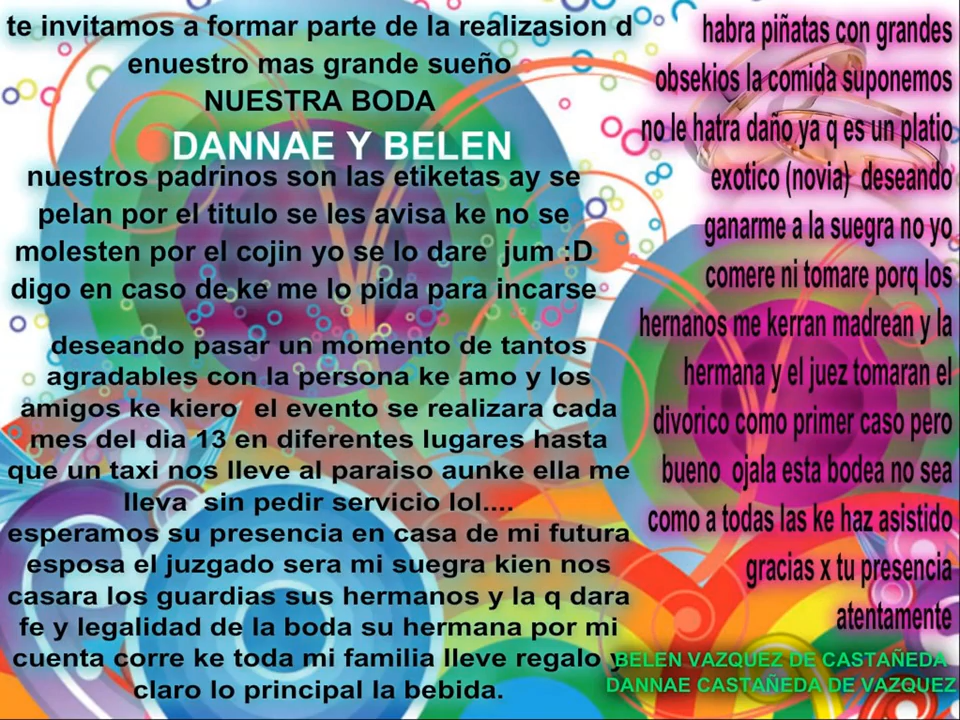 te invitamos a formar parte de la realizasion d
enuestro mas grande sueño
NUESTRA BODA
DANNAE Y BELEN
nuestros padrinos son las etiketas ay se
pelan por el titulo se les avisa ke no se
molesten por el cojin yo se lo dare jum :D
digo en caso de ke me lo pida para incarse
deseando pasar un momento de tantos
agradables con la persona ke amo y los
amigos ke kiero el evento se realizara cada
mes del dia 13 en diferentes lugares hasta
que un taxi nos lleve al paraiso aunke ella me
lleva sin pedir servicio lol....
esperamos su presencia en casa de mi futura
esposa el juzgado sera mi suegra kien nos
casara los guardias sus hermanos y la q dara
fe y legalidad de la boda su hermana por mi
cuenta corre ke toda mi familia lleve regalo y
claro lo principal la bebida.
habra piñatas con grandes
obsekios la comida suponemos
no le hatra daño ya q es un platio
exotico (novia) deseando
ganarme a la suegra no yo
comere ni tomare porq los
hernanos me kerran madrean y la
hermana y el juez tomaran el
divorico como primer caso pero
bueno ojala esta bodea no sea
como a todas las ke haz asistido
gracias x tu presencia
atentamente
BELEN VAZQUEZ DE CASTAÑEDA
DANNAE CASTAÑEDA DE VAZQUEZ